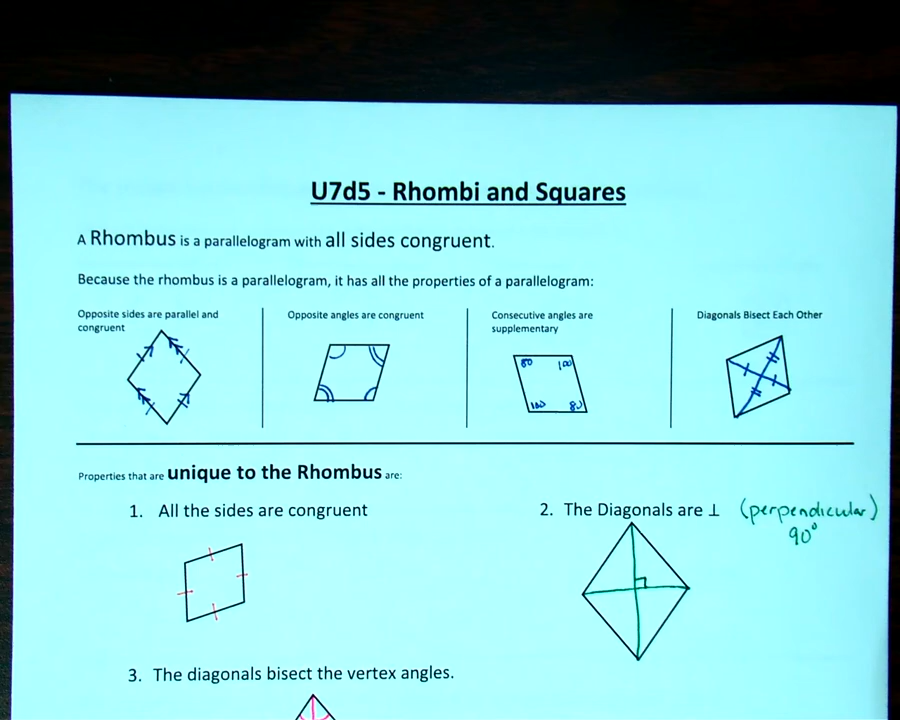 U7d5 - Rhombi and Squares
A Rhombus is a parallelogram with all sides congruent.
Because the rhombus is a parallelogram, it has all the properties of a parallelogram:
Opposite sides are parallel and
congruent
Opposite angles are congruent
Consecutive angles are
supplementary
80 100
100 80
Diagonals Bisect Each Other
Properties that are unique to the Rhombus are:
1. All the sides are congruent
2. The Diagonals are ⊥ (perpendicular)
90°
3. The diagonals bisect the vertex angles.